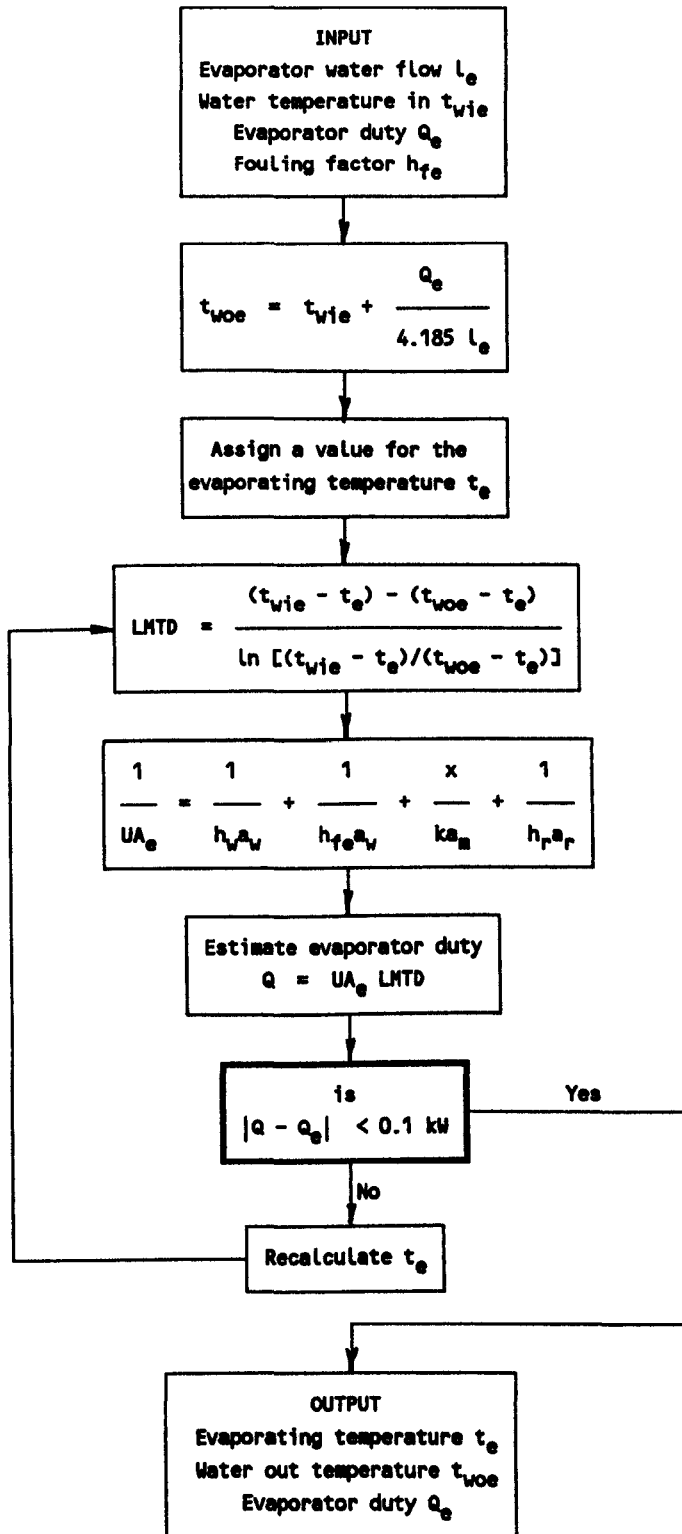 INPUT
Evaporator water flow l_e
Water temperature in t_wie
Evaporator duty Q_e
Fouling factor h_fe
t_woe = t_wie + Q_e / 4.185 l_e
Assign a value for the
evaporating temperature t_e
LMTD = (t_wie - t_e) - (t_woe - t_e) / ln [(t_wie - t_e)/(t_woe - t_e)]
1/UA_e = 1/h_w a_w + 1/h_fe a_w + x/ka_m + 1/h_r a_r
Estimate evaporator duty
Q = UA_e LMTD
is
|Q - Q_e| < 0.1 kW
Yes
No
Recalculate t_e
OUTPUT
Evaporating temperature t_e
Water out temperature t_woe
Evaporator duty Q_e